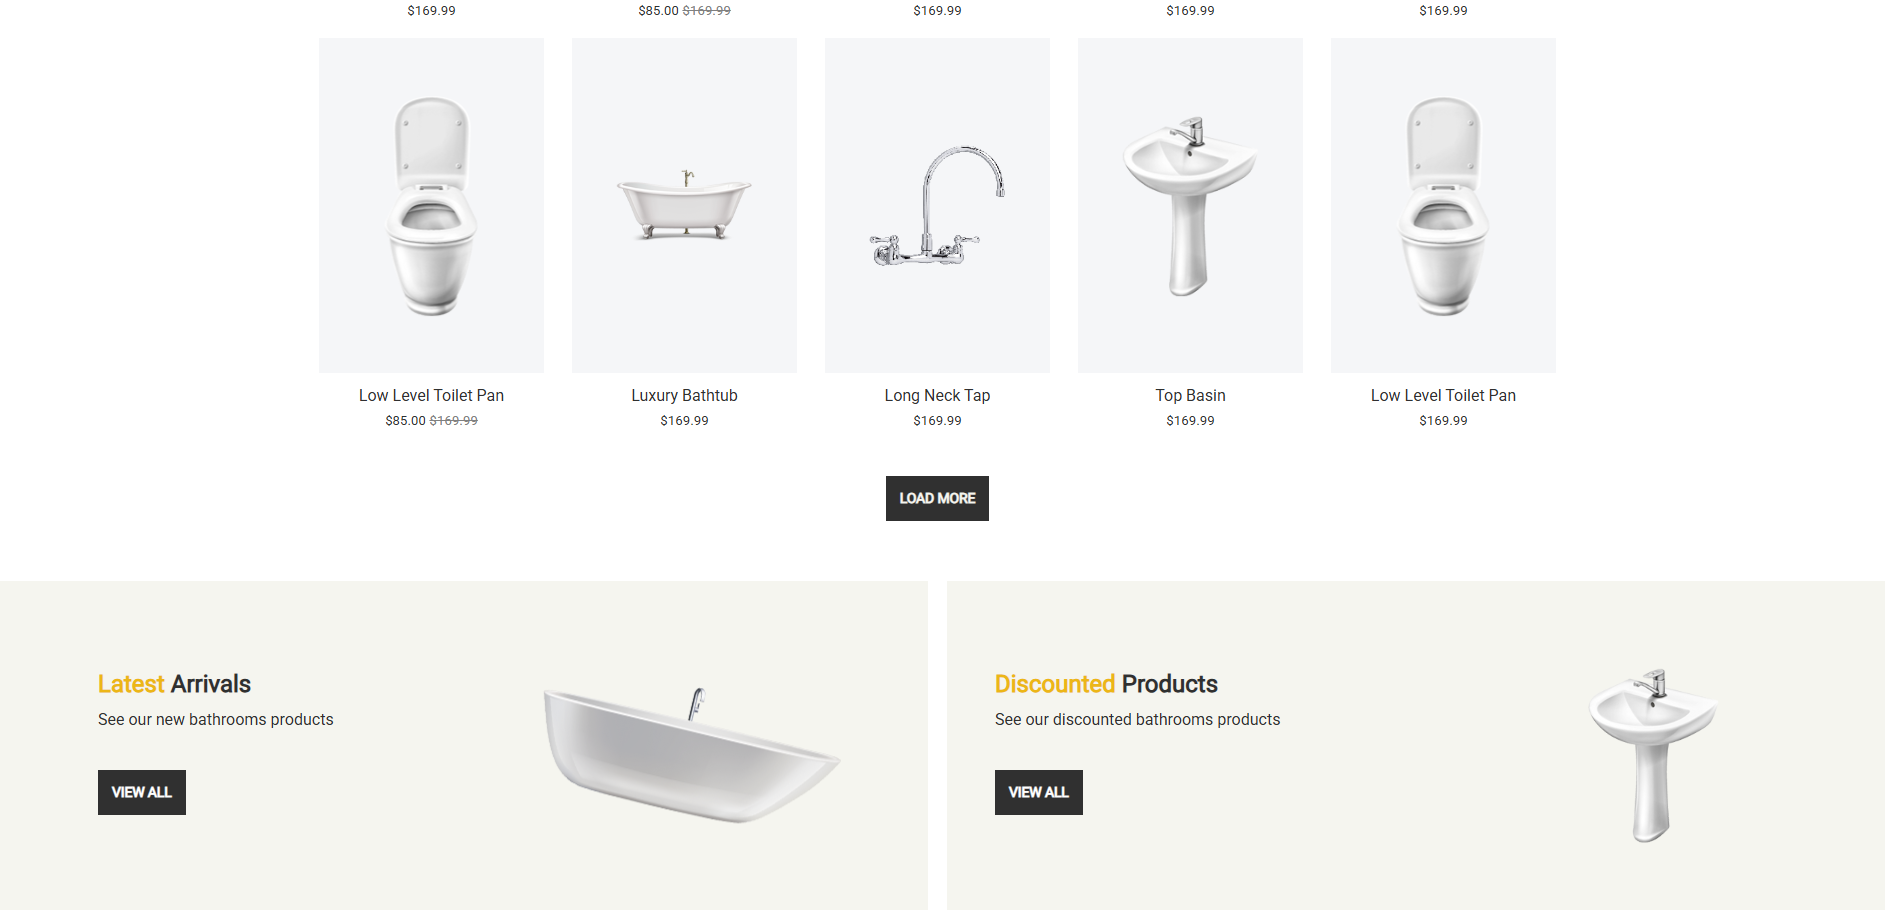 $169.99 $85.00 $169.99 $169.99 $169.99 $169.99
Low Level Toilet Pan Luxury Bathtub Long Neck Tap Top Basin Low Level Toilet Pan
$85.00 $169.99 $169.99 $169.99 $169.99 $169.99
LOAD MORE
Latest Arrivals
See our new bathrooms products
VIEW ALL
Discounted Products
See our discounted bathrooms products
VIEW ALL